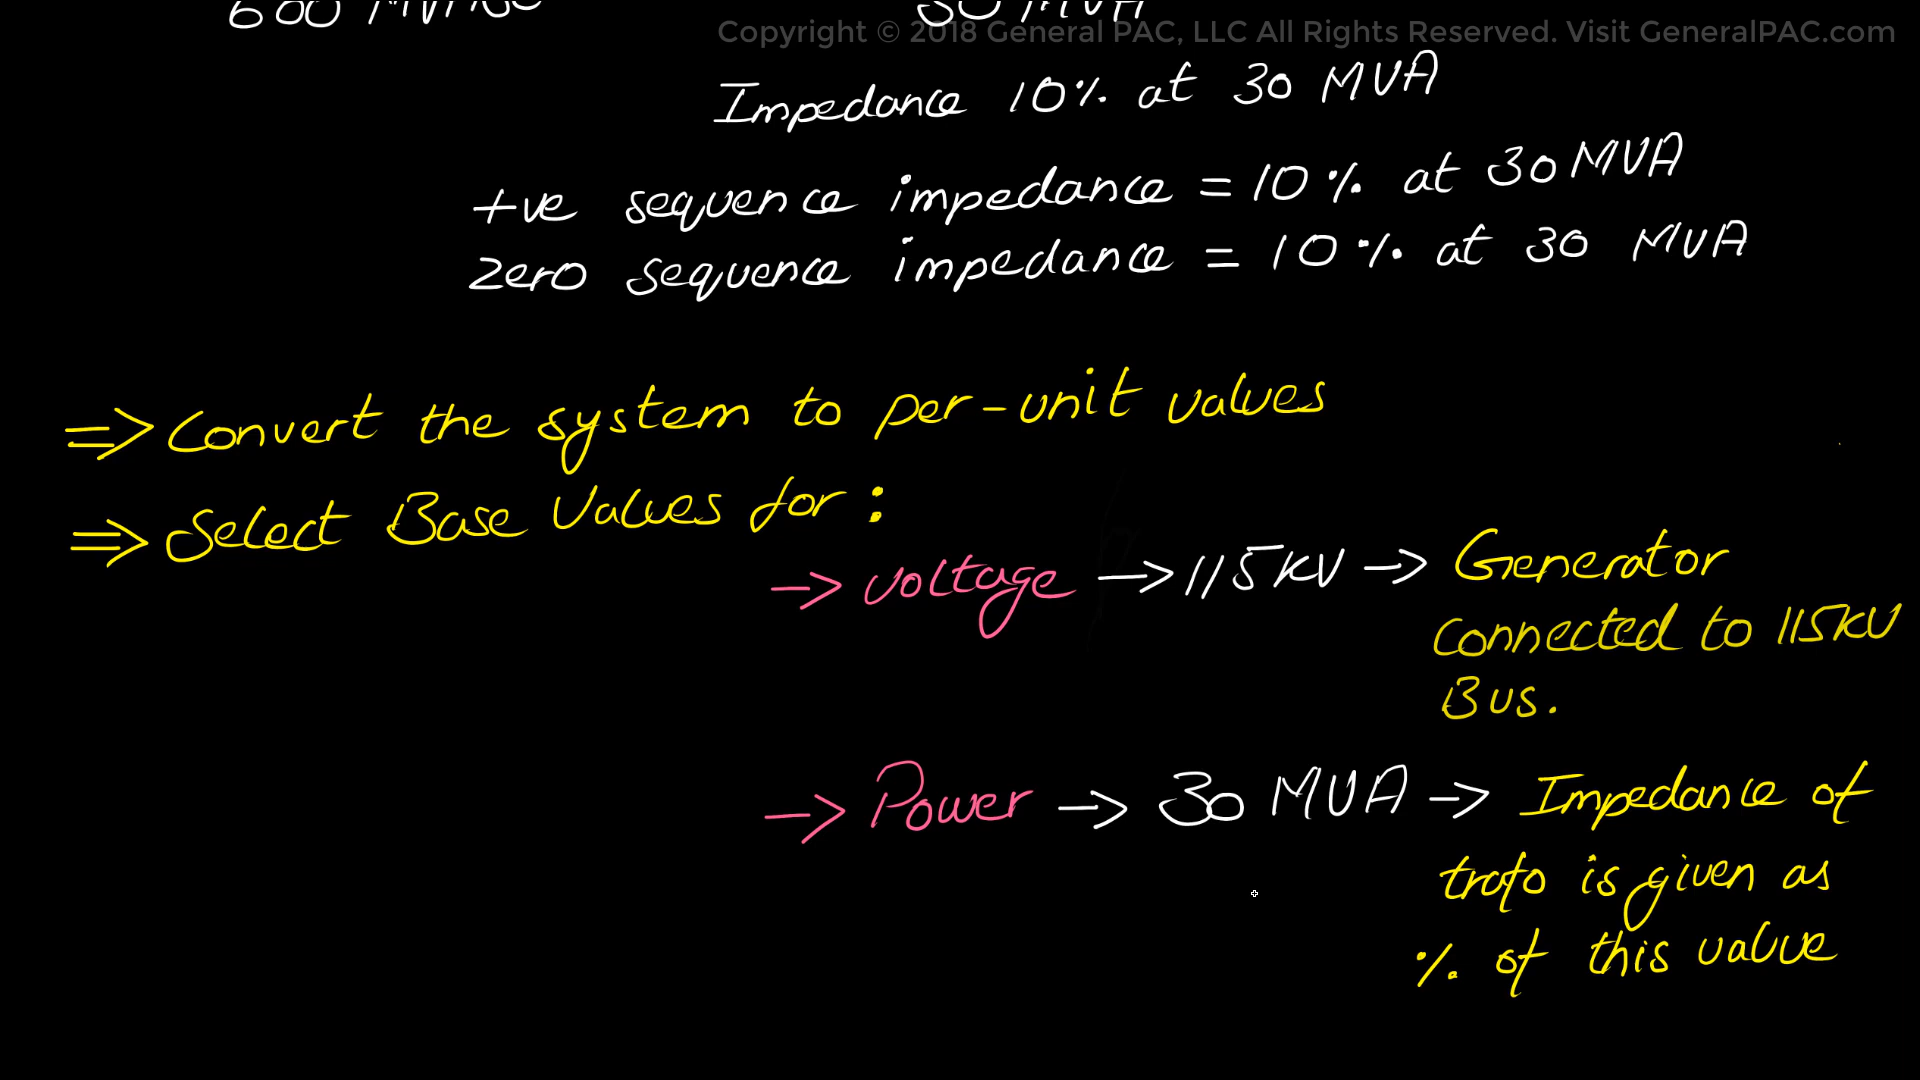 Copyright © 2018 General PAC, LLC All Rights Reserved. Visit GeneralPAC.com
Impedance 10% at 30 MVA
+ve sequence impedance = 10% at 30 MVA
zero sequence impedance = 10% at 30 MVA
=> Convert the system to per-unit values
=> Select Base Values for :
-> voltage -> 115KV -> Generator
connected to 115KV
Bus.
-> Power -> 30 MVA -> Impedance of
trafo is given as
% of this value